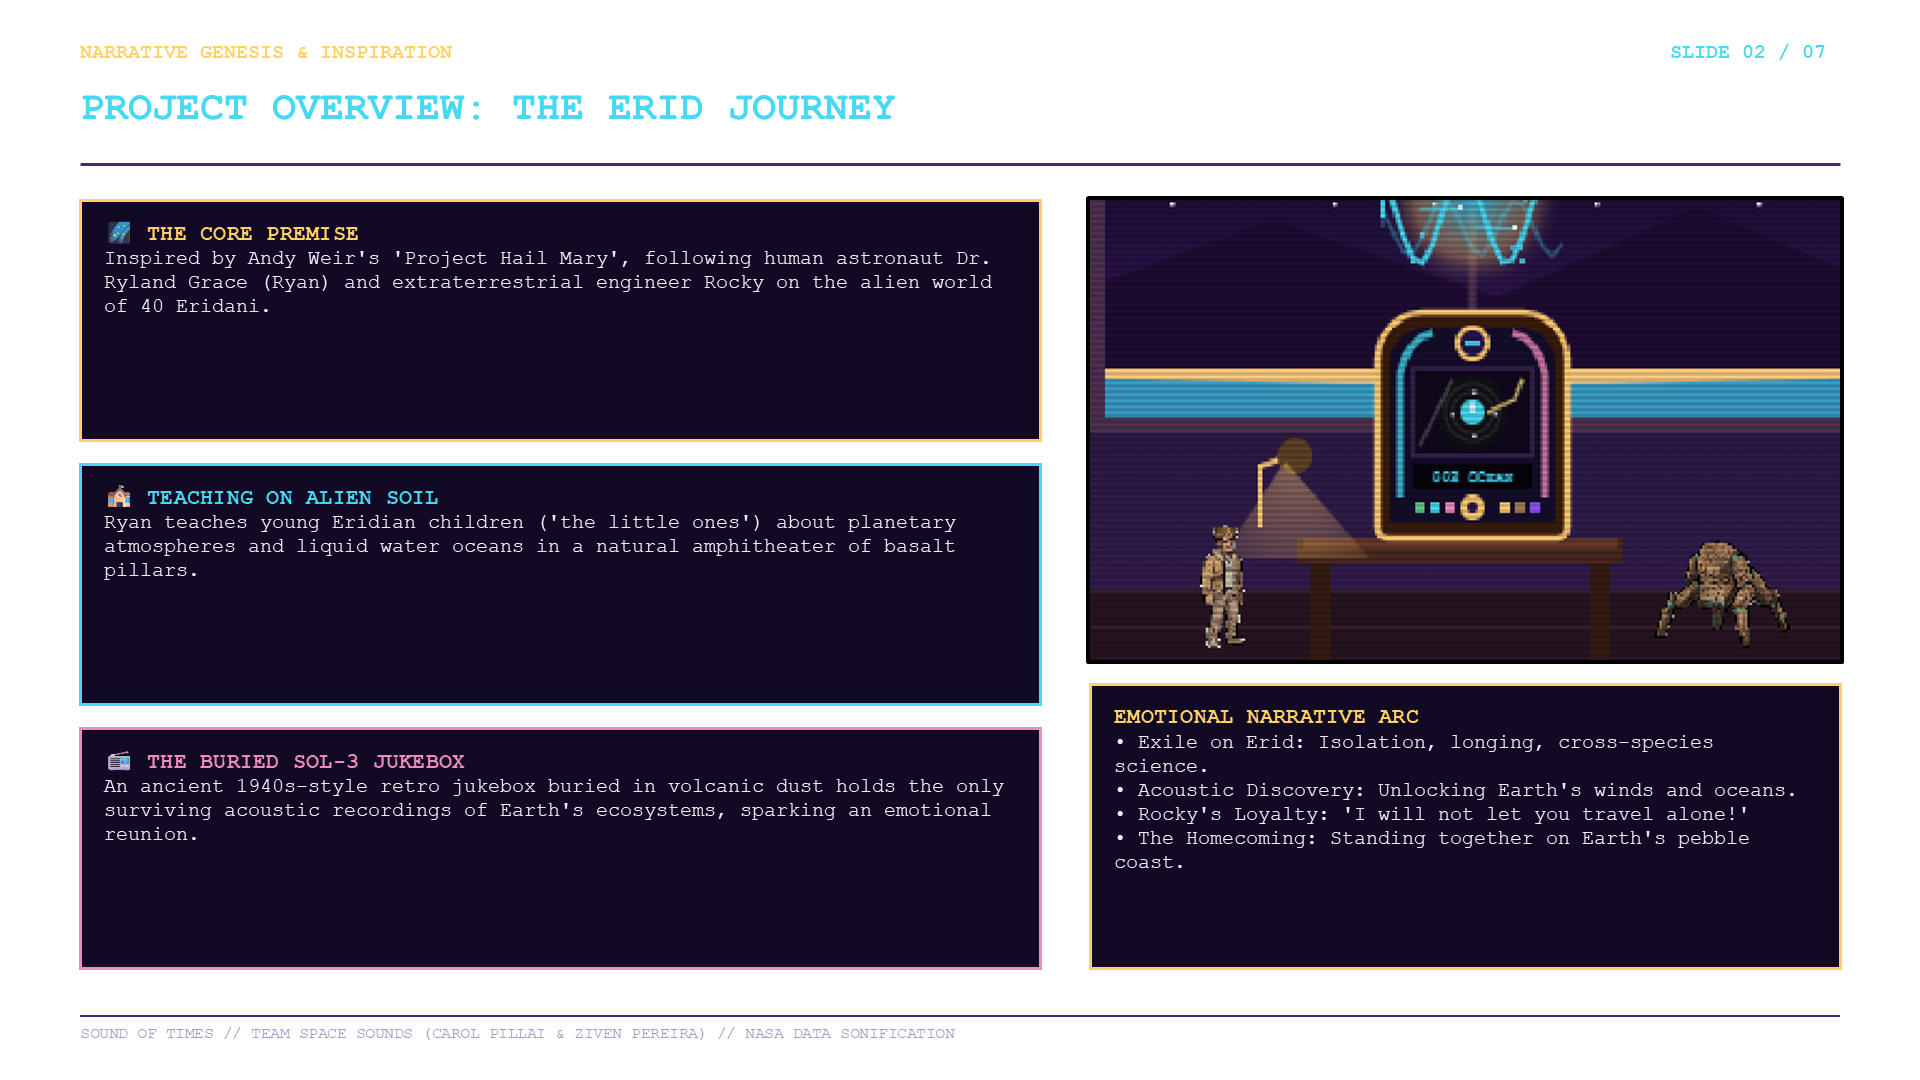 NARRATIVE GENESIS & INSPIRATION
SLIDE 02 / 07
PROJECT OVERVIEW: THE ERID JOURNEY
THE CORE PREMISE
Inspired by Andy Weir's 'Project Hail Mary', following human astronaut Dr.
Ryland Grace (Ryan) and extraterrestrial engineer Rocky on the alien world
of 40 Eridani.
TEACHING ON ALIEN SOIL
Ryan teaches young Eridian children ('the little ones') about planetary
atmospheres and liquid water oceans in a natural amphitheater of basalt
pillars.
THE BURIED SOL-3 JUKEBOX
An ancient 1940s-style retro jukebox buried in volcanic dust holds the only
surviving acoustic recordings of Earth's ecosystems, sparking an emotional
reunion.
002 OCEAN
EMOTIONAL NARRATIVE ARC
• Exile on Erid: Isolation, longing, cross-species
science.
• Acoustic Discovery: Unlocking Earth's winds and oceans.
• Rocky's Loyalty: 'I will not let you travel alone!'
• The Homecoming: Standing together on Earth's pebble
coast.
SOUND OF TIMES // TEAM SPACE SOUNDS (CAROL PILLAI & ZIVEN PEREIRA) // NASA DATA SONIFICATION